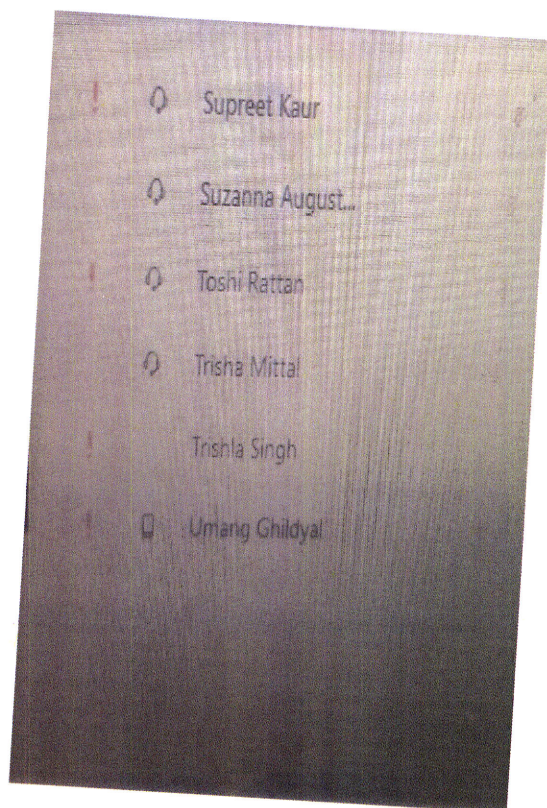 ! Supreet Kaur
Suzanna August...
! Toshi Rattan
Trisha Mittal
! Trishla Singh
! Umang Ghildyal